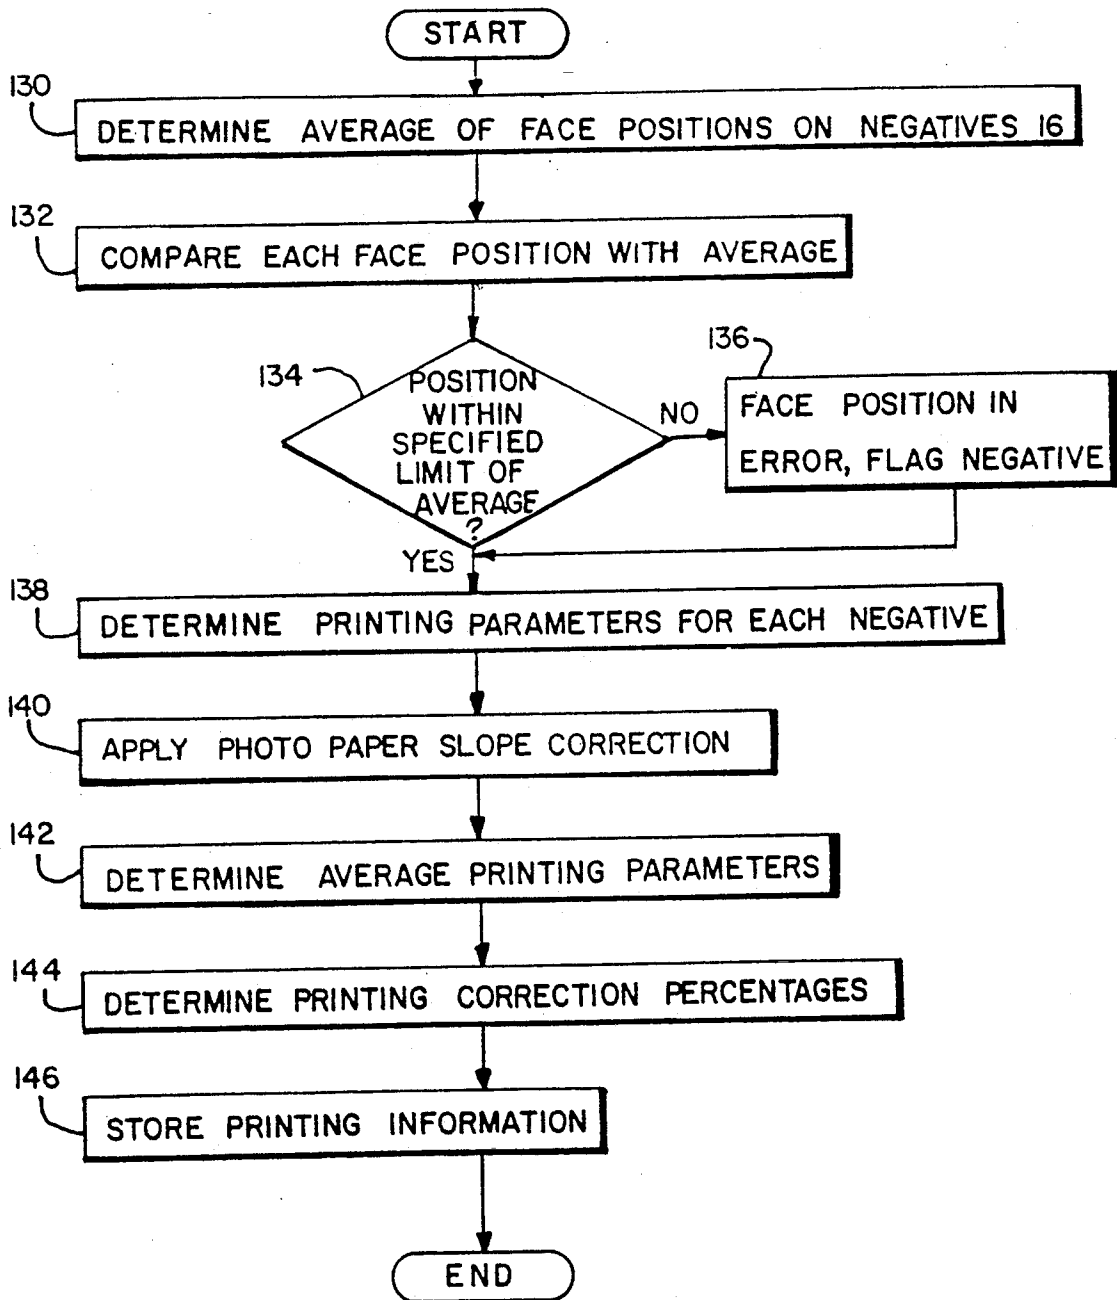 START
130
DETERMINE AVERAGE OF FACE POSITIONS ON NEGATIVES 16
132
COMPARE EACH FACE POSITION WITH AVERAGE
134
POSITION
WITHIN
SPECIFIED
LIMIT OF
AVERAGE
?
NO
136
FACE POSITION IN
ERROR, FLAG NEGATIVE
YES
138
DETERMINE PRINTING PARAMETERS FOR EACH NEGATIVE
140
APPLY PHOTO PAPER SLOPE CORRECTION
142
DETERMINE AVERAGE PRINTING PARAMETERS
144
DETERMINE PRINTING CORRECTION PERCENTAGES
146
STORE PRINTING INFORMATION
END